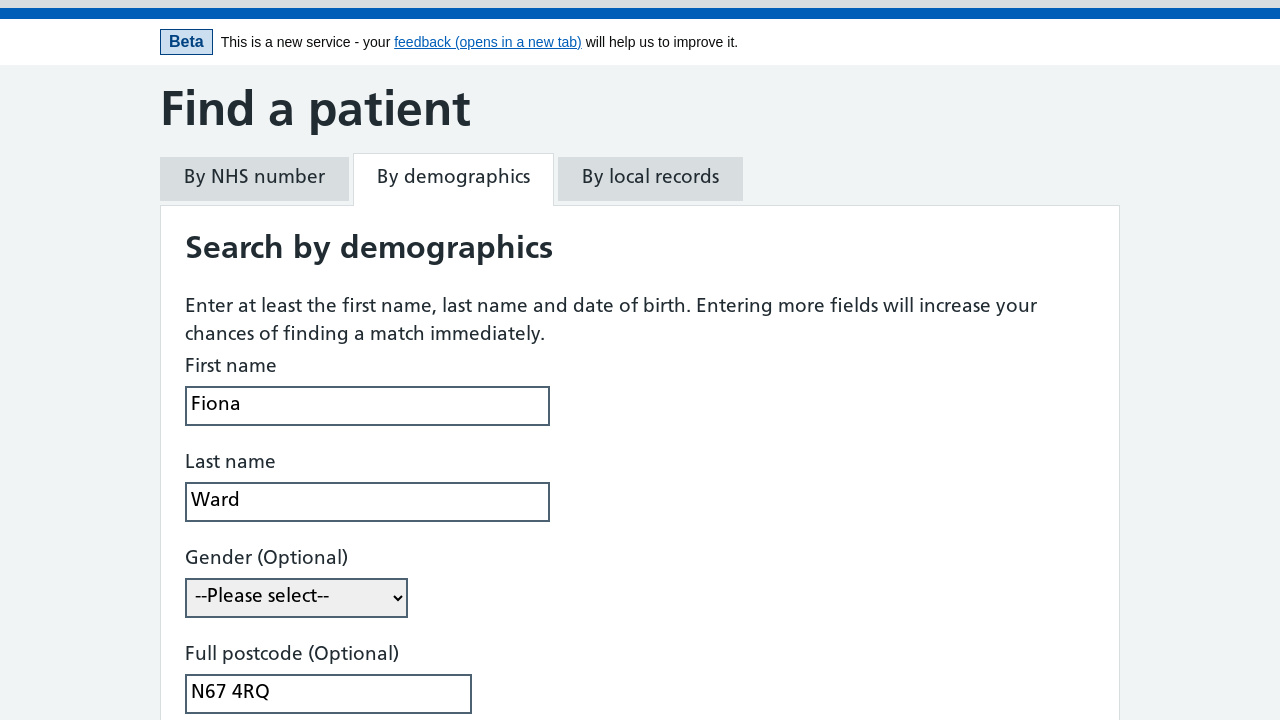 Beta This is a new service - your feedback (opens in a new tab) will help us to improve it.
Find a patient
By NHS number By demographics By local records
Search by demographics
Enter at least the first name, last name and date of birth. Entering more fields will increase your
chances of finding a match immediately.
First name
Fiona
Last name
Ward
Gender (Optional)
--Please select--
Full postcode (Optional)
N67 4RQ